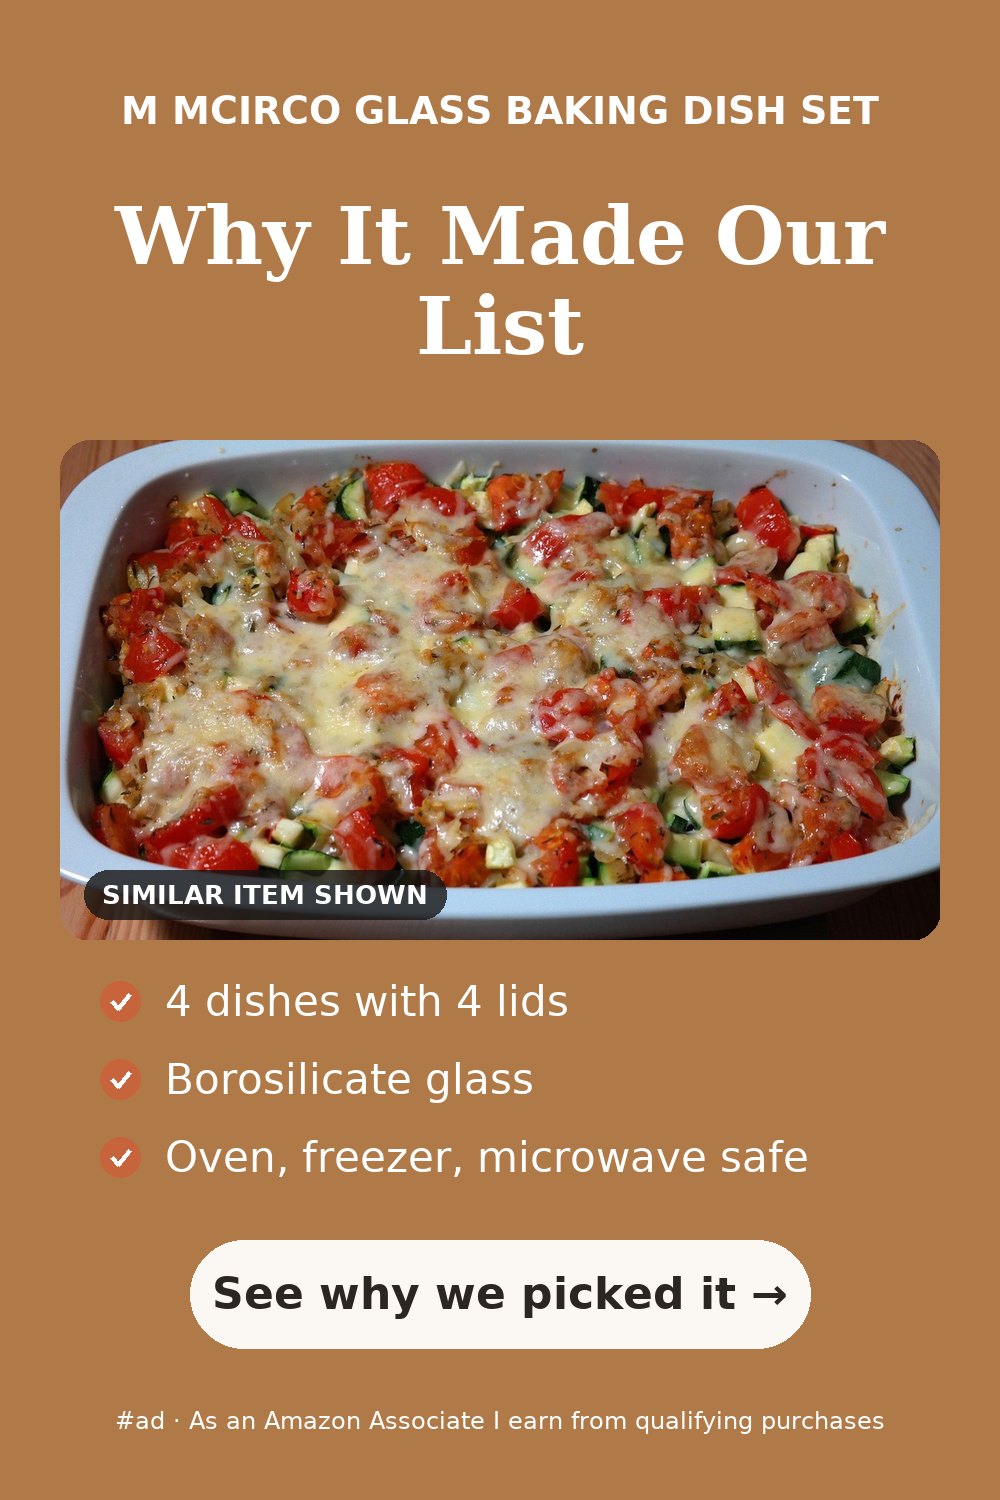 M MCIRCO GLASS BAKING DISH SET
Why It Made Our
List
SIMILAR ITEM SHOWN
4 dishes with 4 lids
Borosilicate glass
Oven, freezer, microwave safe
See why we picked it →
#ad · As an Amazon Associate I earn from qualifying purchases